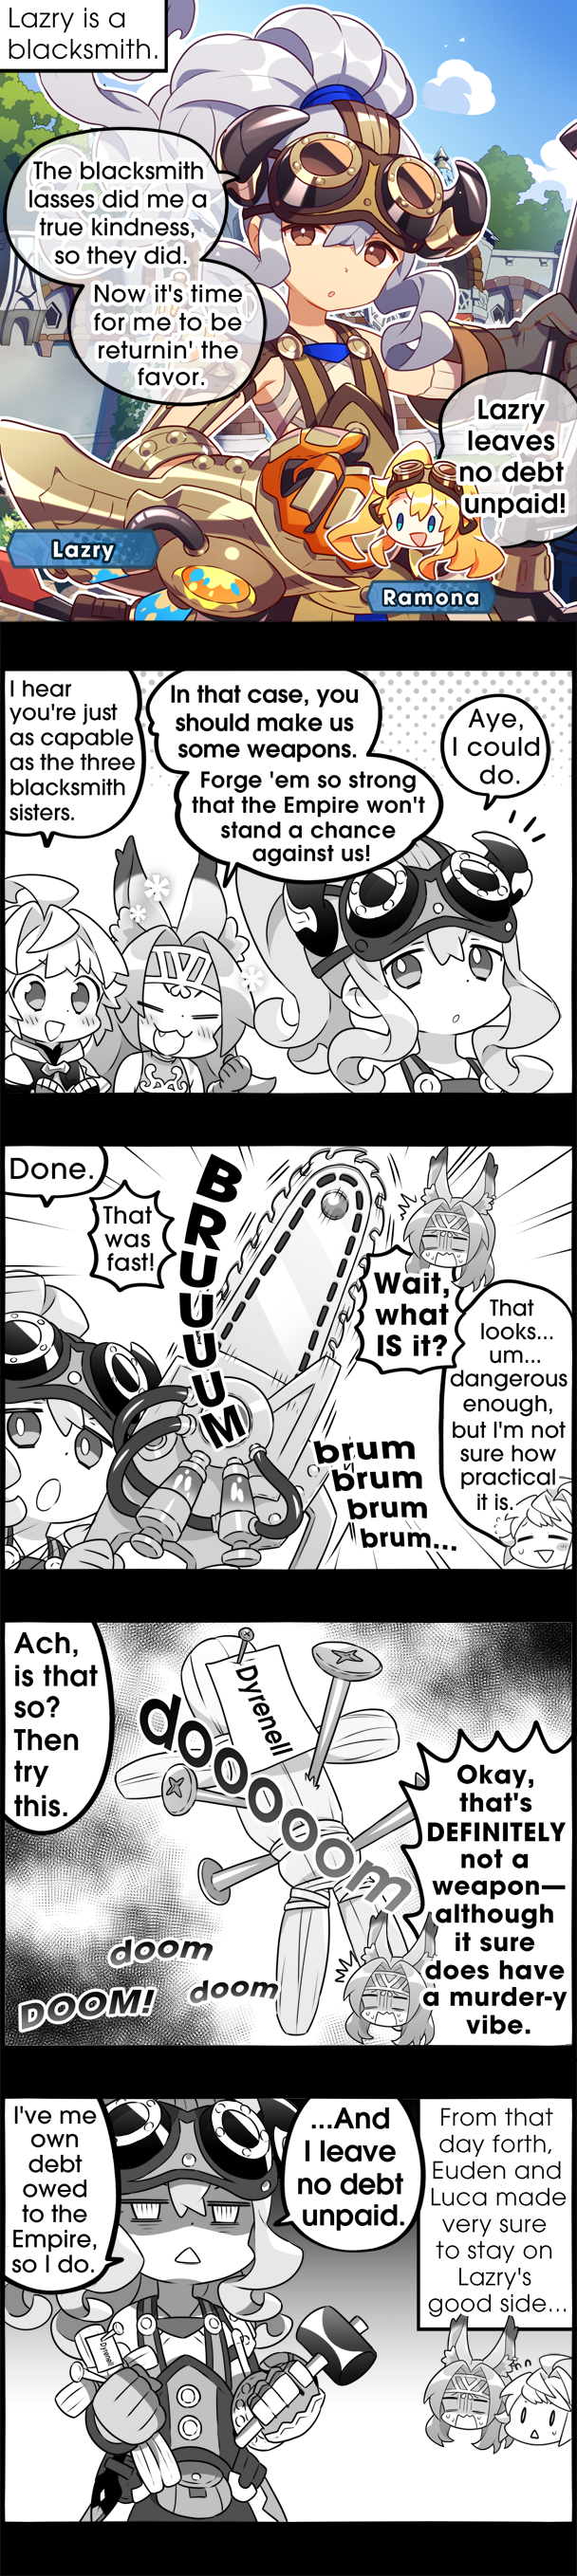 Lazry is a
blacksmith.
The blacksmith
lasses did me a
true kindness,
so they did.
Now it's time
for me to be
returnin' the
favor.
Lazry
leaves
no debt
unpaid!
Lazry
Ramona
I hear
you're just
as capable
as the three
blacksmith
sisters.
In that case, you
should make us
some weapons.
Forge 'em so strong
that the Empire won't
stand a chance
against us!
Aye,
I could
do.
Done.
That
was
fast!
BRUUUUM
Wait,
what
IS it?
That
looks...
um...
dangerous
enough,
but I'm not
sure how
practical
it is.
brum
brum
brum
brum...
Ach,
is that
so?
Then
try
this.
Dyrenell
doooooom
doom
doom
DOOM!
Okay,
that's
DEFINITELY
not a
weapon—
although
it sure
does have
a murder-y
vibe.
I've me
own
debt
owed
to the
Empire,
so I do.
...And
I leave
no debt
unpaid.
Dyrenell
From that
day forth,
Euden and
Luca made
very sure
to stay on
Lazry's
good side...